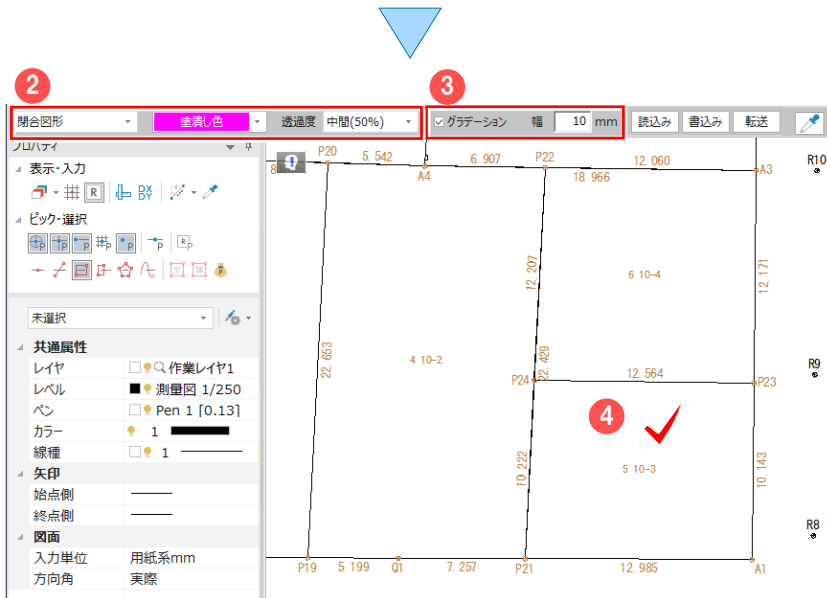 2
3
閉合図形
塗潰し色
透過度 中間(50%)
グラデーション 幅 10 mm
読込み
書込み
転送
プロパティ
表示・入力
R
DX
DY
ピック・選択
P P P P P P R P
未選択
共通属性
レイヤ 作業レイヤ1
レベル 測量図 1/250
ペン Pen 1 [0.13]
カラー 1
線種 1
矢印
始点側
終点側
図面
入力単位 用紙系mm
方向角 実際
8
P20
5.542
A4
6.907
P22
12.060
18.966
A3
R10
12.207
12.171
6 10-4
22.653
4 10-2
22.429
P24
12.564
P23
R9
4
10.222
5 10-3
10.143
R8
P19
5.199
Q1
7.257
P21
12.985
A1